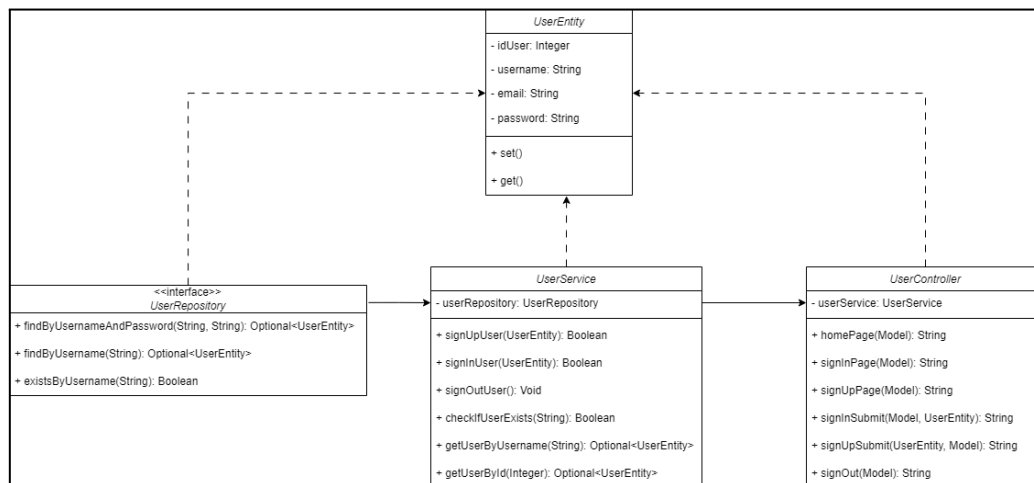 UserEntity
- idUser: Integer
- username: String
- email: String
- password: String
+ set()
+ get()
<<interface>>
UserRepository
+ findByUsernameAndPassword(String, String): Optional<UserEntity>
+ findByUsername(String): Optional<UserEntity>
+ existsByUsername(String): Boolean
UserService
- userRepository: UserRepository
+ signUpUser(UserEntity): Boolean
+ signInUser(UserEntity): Boolean
+ signOutUser(): Void
+ checkIfUserExists(String): Boolean
+ getUserByUsername(String): Optional<UserEntity>
+ getUserById(Integer): Optional<UserEntity>
UserController
- userService: UserService
+ homePage(Model): String
+ signInPage(Model): String
+ signUpPage(Model): String
+ signInSubmit(Model, UserEntity): String
+ signUpSubmit(UserEntity, Model): String
+ signOut(Model): String